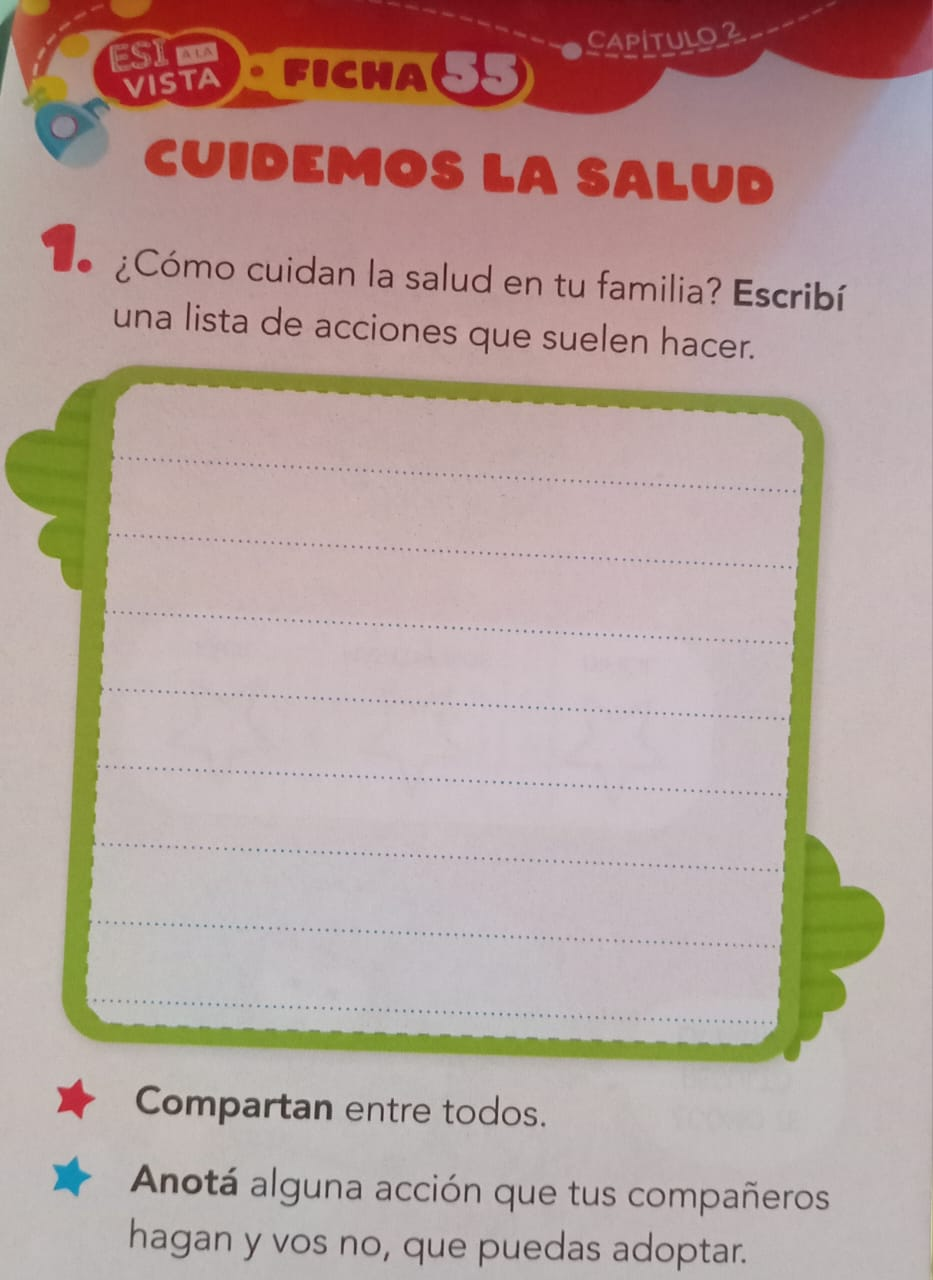 CAPÍTULO 2
ESI A LA
VISTA
FICHA 55
CUIDEMOS LA SALUD
1. ¿Cómo cuidan la salud en tu familia? Escribí
una lista de acciones que suelen hacer.
Compartan entre todos.
Anotá alguna acción que tus compañeros
hagan y vos no, que puedas adoptar.